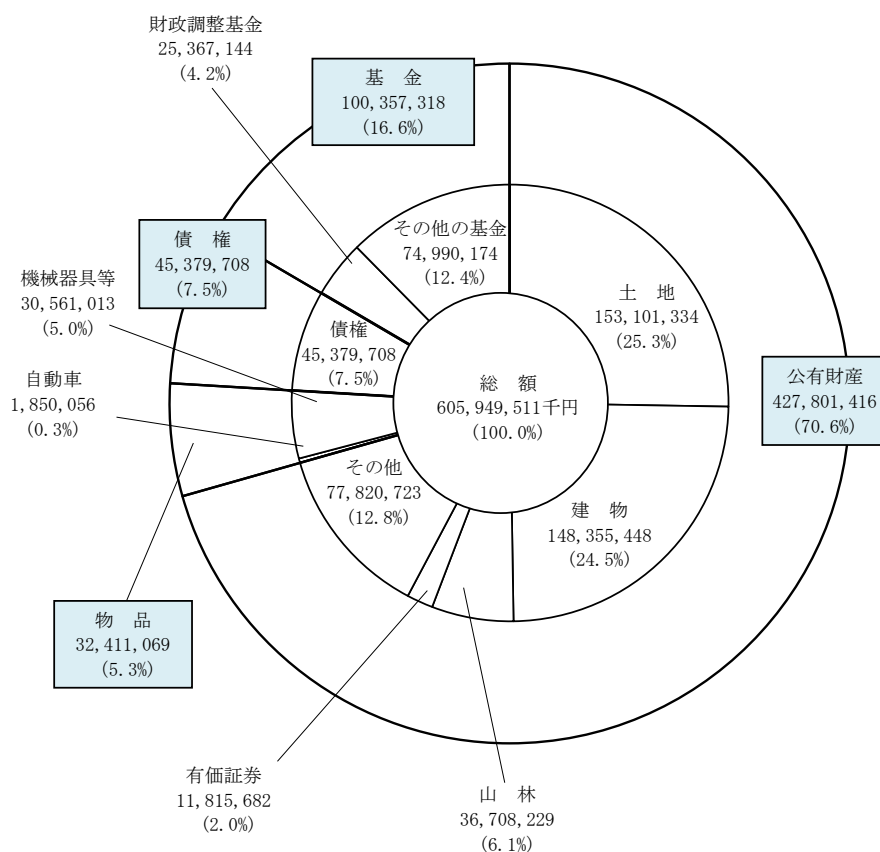 財政調整基金
25,367,144
(4.2%)
基　金
100,357,318
(16.6%)
その他の基金
74,990,174
(12.4%)
債　権
45,379,708
(7.5%)
機械器具等
30,561,013
(5.0%)
債権
45,379,708
(7.5%)
自動車
1,850,056
(0.3%)
土　地
153,101,334
(25.3%)
公有財産
427,801,416
(70.6%)
総　額
605,949,511千円
(100.0%)
その他
77,820,723
(12.8%)
建　物
148,355,448
(24.5%)
物　品
32,411,069
(5.3%)
有価証券
11,815,682
(2.0%)
山　林
36,708,229
(6.1%)